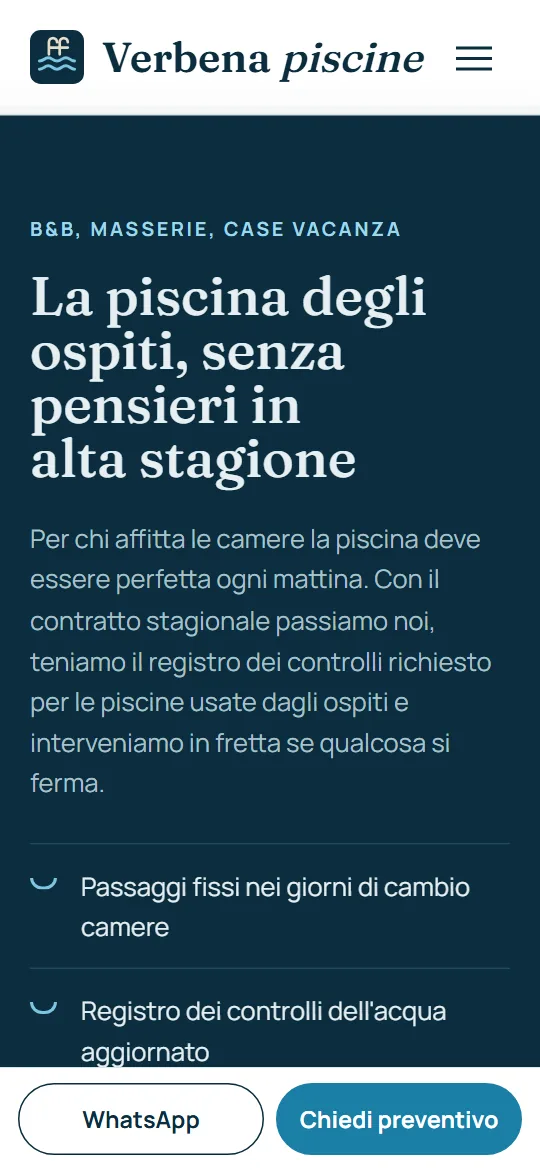 Verbena piscine
B&B, MASSERIE, CASE VACANZA
La piscina degli
ospiti, senza
pensieri in
alta stagione
Per chi affitta le camere la piscina deve
essere perfetta ogni mattina. Con il
contratto stagionale passiamo noi,
teniamo il registro dei controlli richiesto
per le piscine usate dagli ospiti e
interveniamo in fretta se qualcosa si
ferma.
Passaggi fissi nei giorni di cambio
camere
Registro dei controlli dell'acqua
aggiornato
WhatsApp
Chiedi preventivo